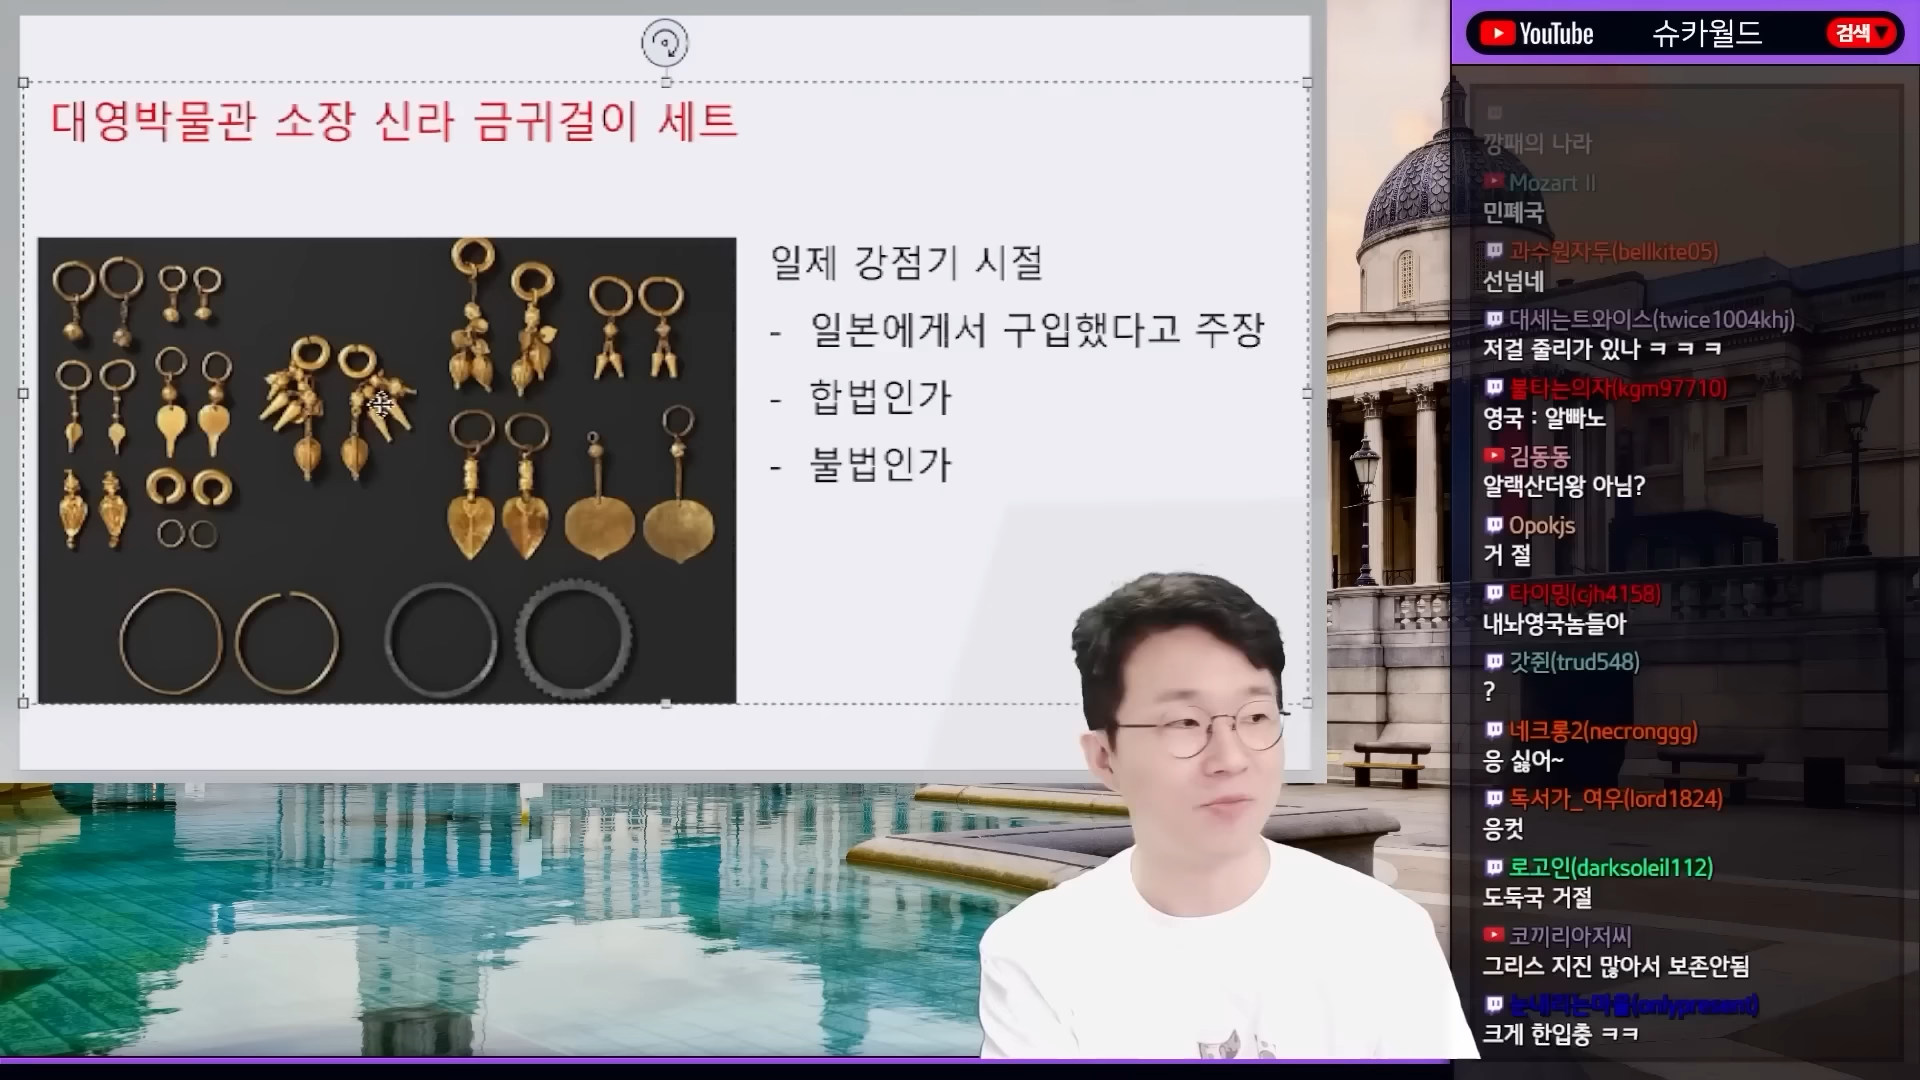 대영박물관 소장 신라 금귀걸이 세트
일제 강점기 시절
- 일본에게서 구입했다고 주장
- 합법인가
- 불법인가
YouTube 슈카월드 검색
깡패의 나라
Mozart II
민폐국
과수원자두(bellkite05)
선넘네
대세는트와이스(twice1004khj)
저걸 줄리가 있나 ㅋ ㅋ ㅋ
불타는의자(kgm97710)
영국 : 알빠노
김동동
알랙산더왕 아님?
Opokjs
거 절
타이밍(cjh4158)
내놔영국놈들아
갓쥔(trud548)
?
네크롱2(necronggg)
응 싫어~
독서가_여우(lord1824)
응컷
로고인(darksoleil112)
도둑국 거절
코끼리아저씨
그리스 지진 많아서 보존안됨
눈내리는마을(onlypresent)
크게 한입충 ㅋㅋ